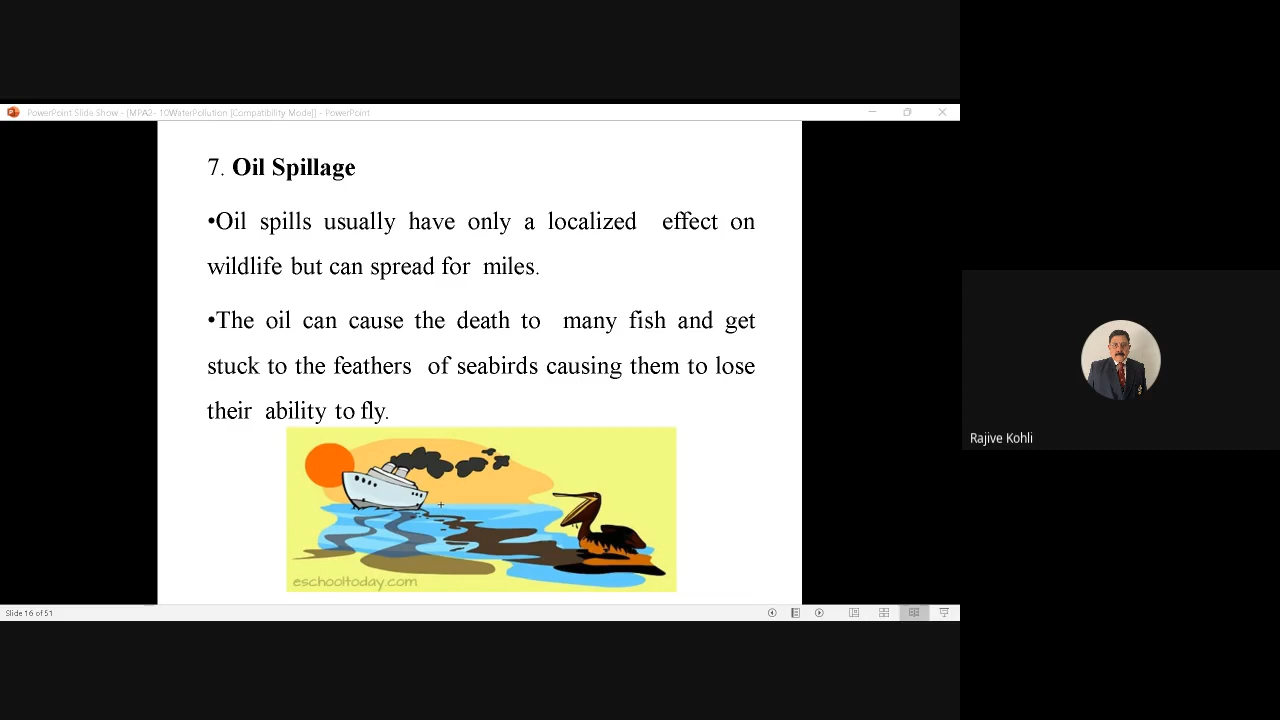 PowerPoint Slide Show - [MPA2- 10WaterPollution [Compatibility Mode]] - PowerPoint
7. Oil Spillage
•Oil spills usually have only a localized effect on
wildlife but can spread for miles.
•The oil can cause the death to many fish and get
stuck to the feathers of seabirds causing them to lose
their ability to fly.
eschooltoday.com
Rajive Kohli
Slide 16 of 51